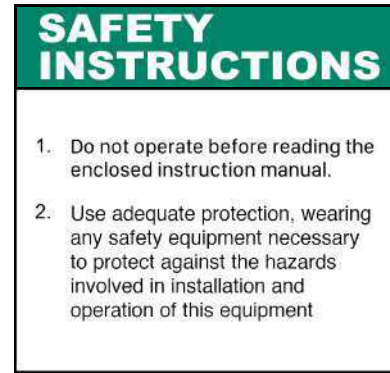 SAFETY
INSTRUCTIONS
1. Do not operate before reading the
enclosed instruction manual.
2. Use adequate protection, wearing
any safety equipment necessary
to protect against the hazards
involved in installation and
operation of this equipment